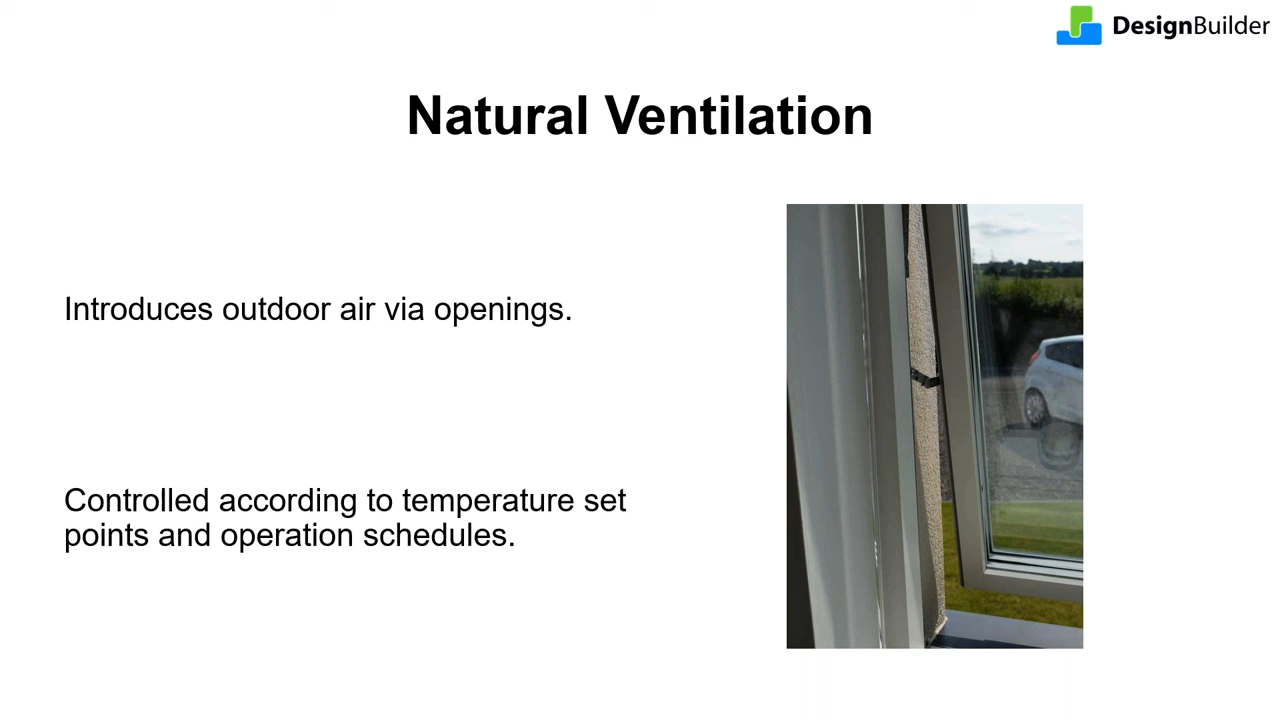 DesignBuilder
Natural Ventilation
Introduces outdoor air via openings.
Controlled according to temperature set
points and operation schedules.